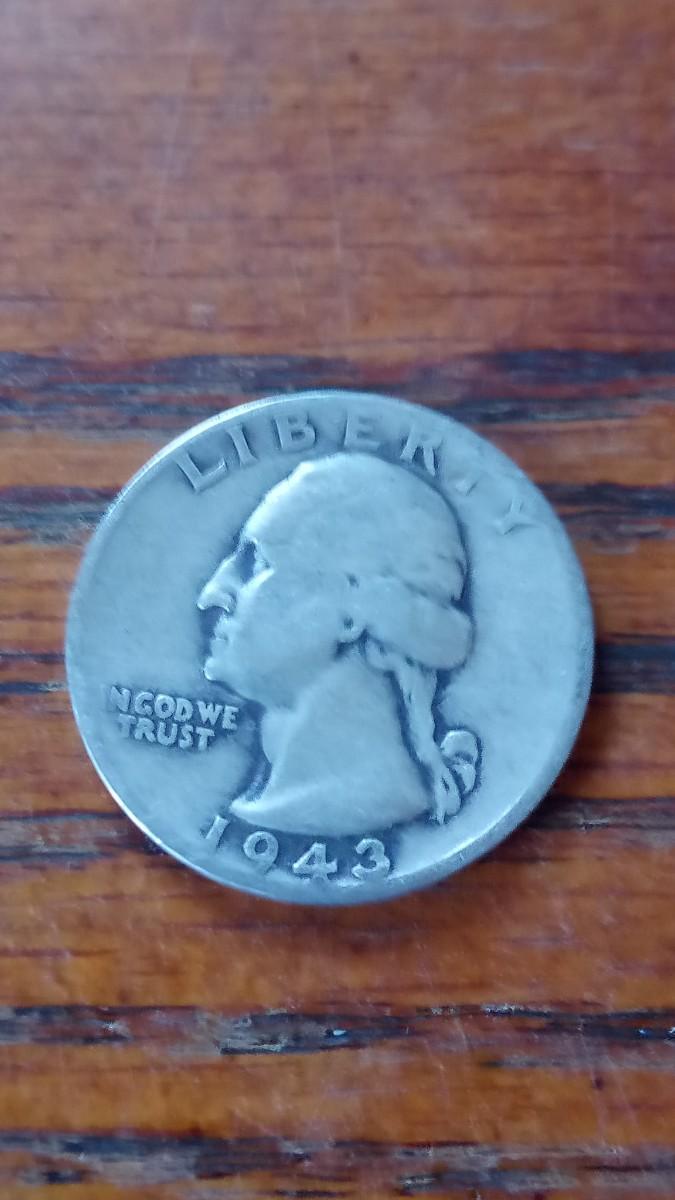 LIBERTY
IN GOD WE
TRUST
1943